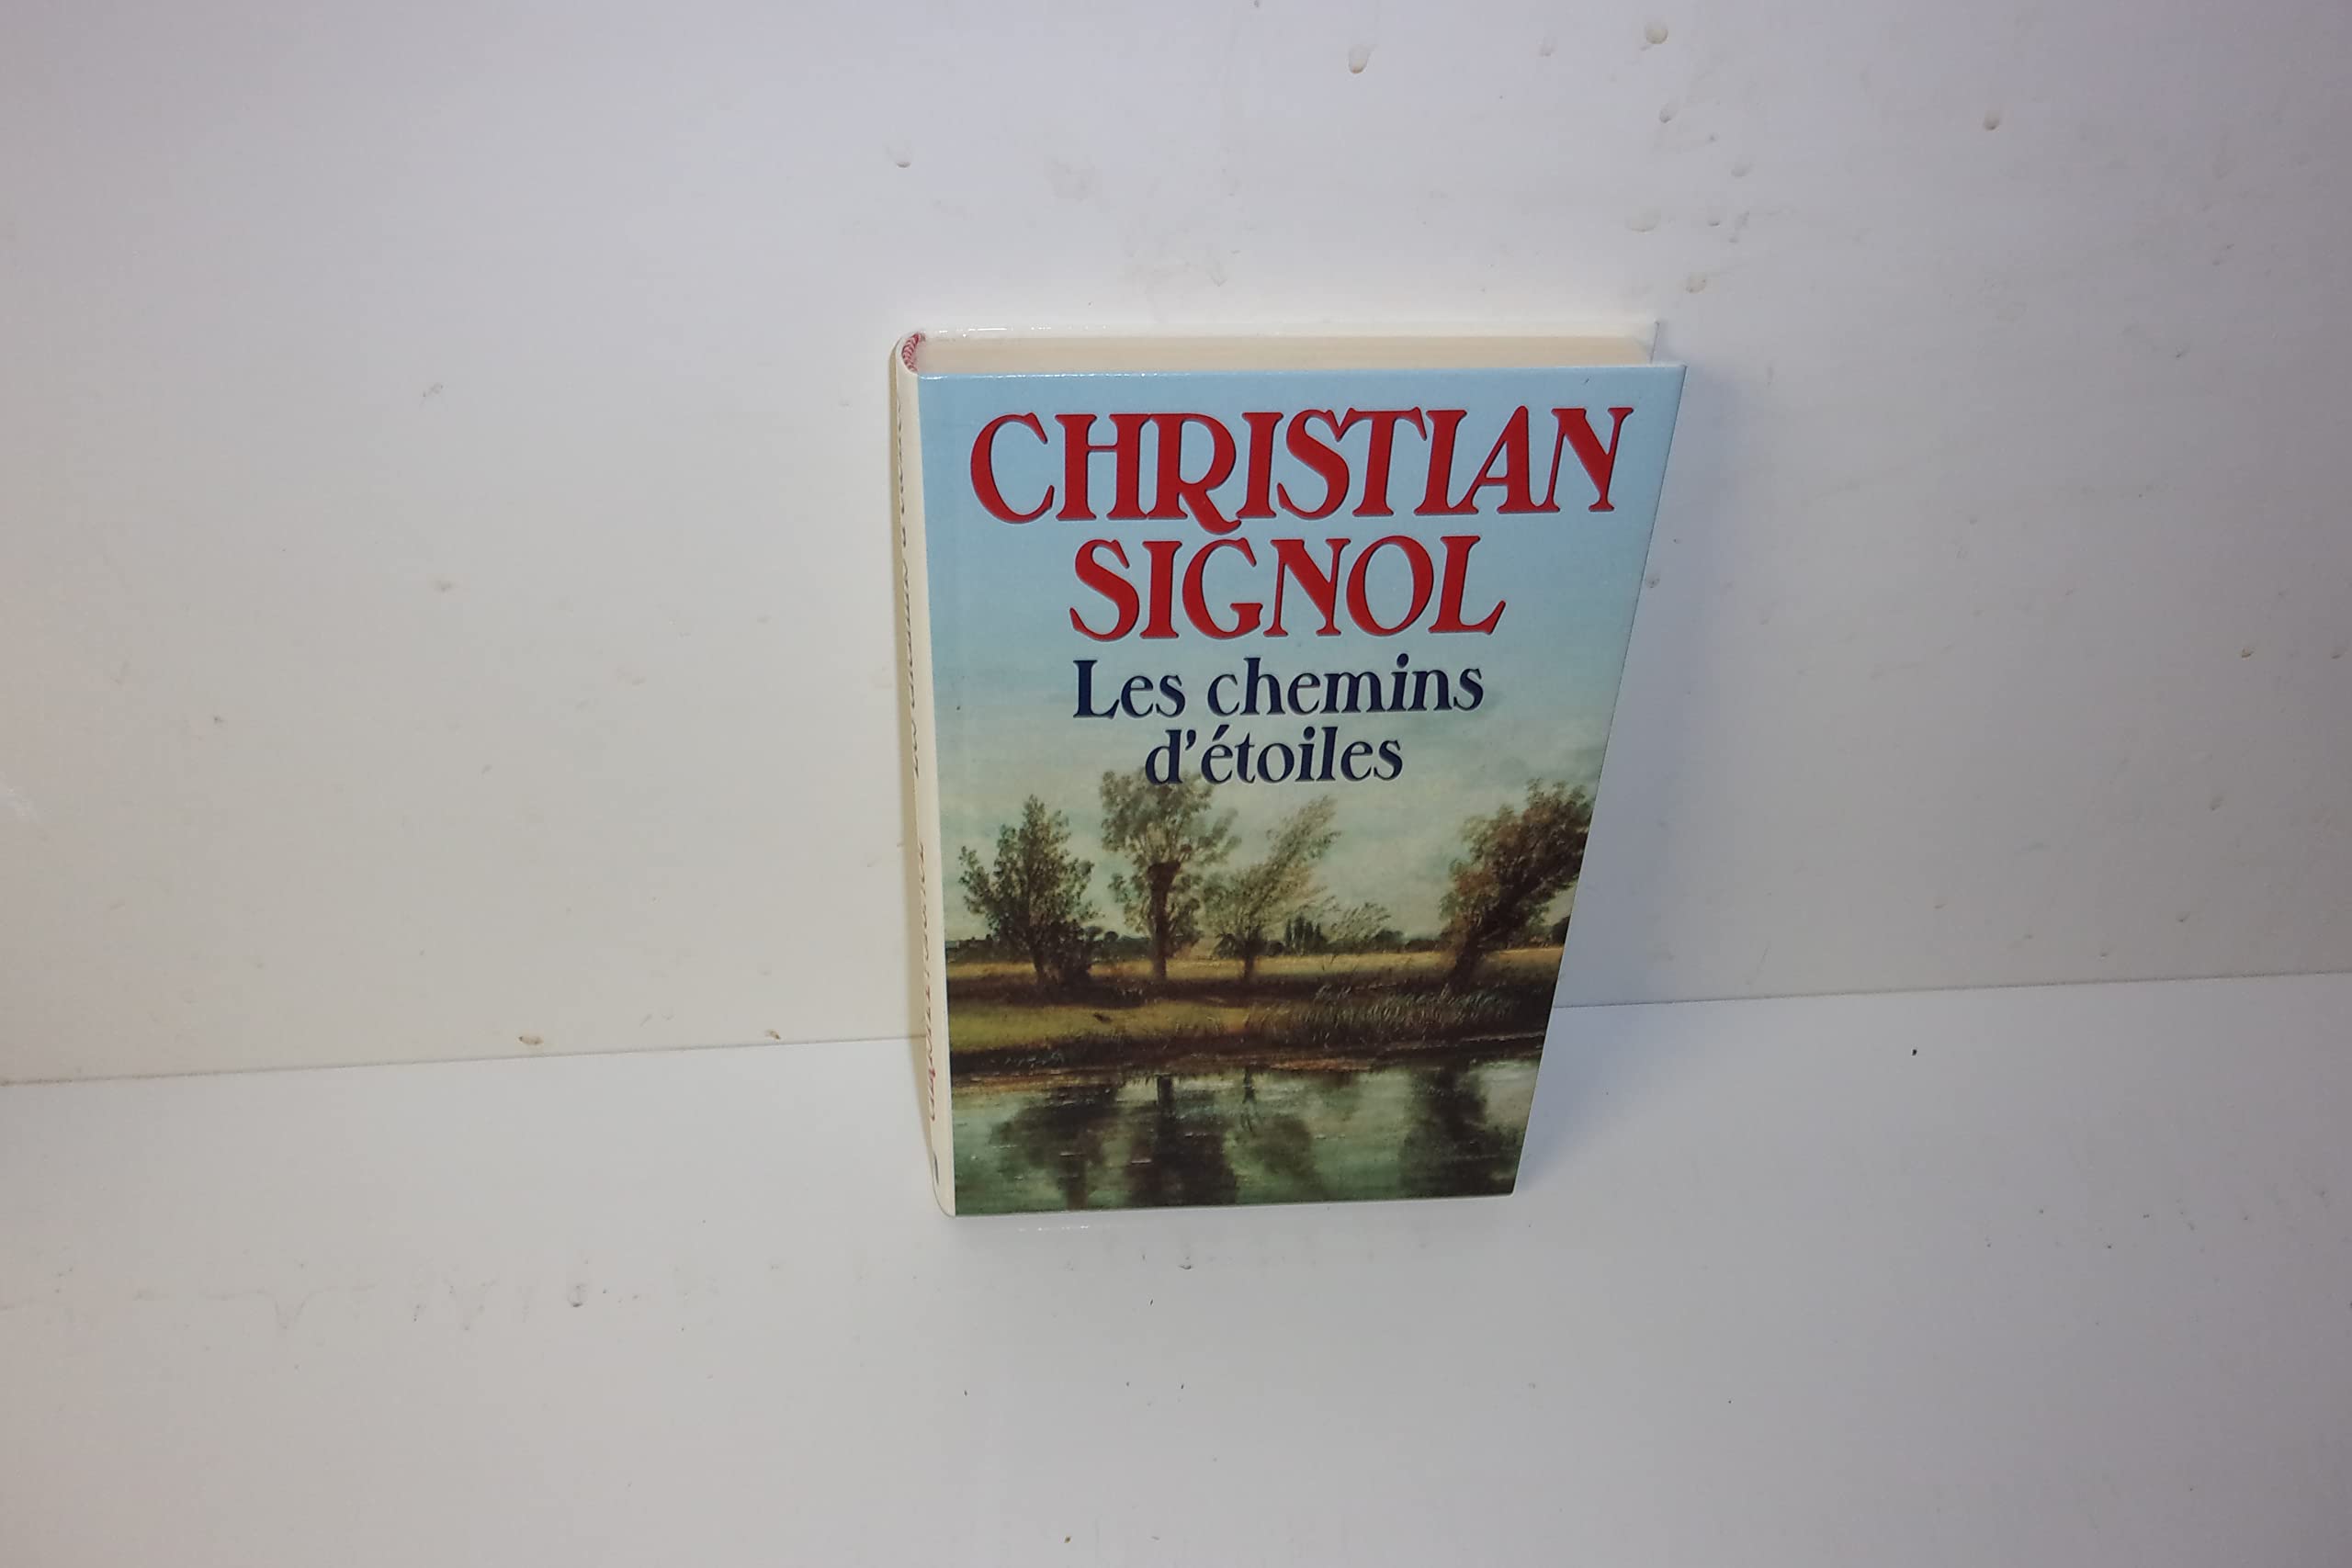 CHRISTIAN
SIGNOL
Les chemins
d'étoiles